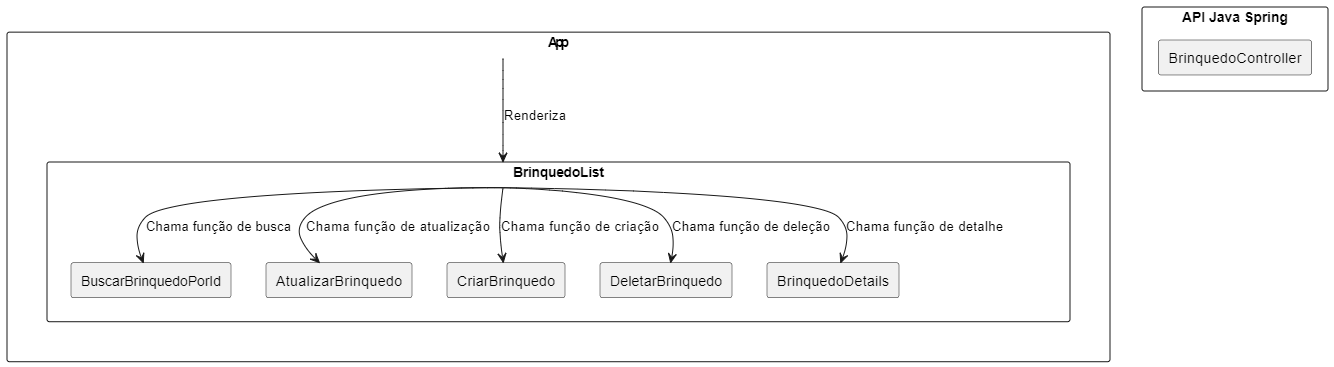 API Java Spring
BrinquedoController
App
Renderiza
BrinquedoList
Chama função de busca
Chama função de atualização
Chama função de criação
Chama função de deleção
Chama função de detalhe
BuscarBrinquedoPorId
AtualizarBrinquedo
CriarBrinquedo
DeletarBrinquedo
BrinquedoDetails